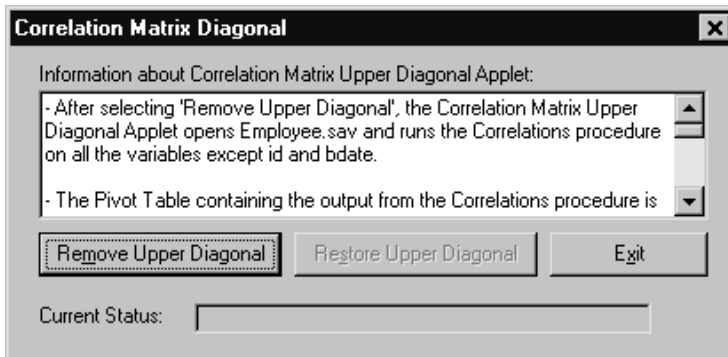 Correlation Matrix Diagonal
Information about Correlation Matrix Upper Diagonal Applet:
- After selecting 'Remove Upper Diagonal', the Correlation Matrix Upper
Diagonal Applet opens Employee.sav and runs the Correlations procedure
on all the variables except id and bdate.
- The Pivot Table containing the output from the Correlations procedure is
Remove Upper Diagonal Restore Upper Diagonal Exit
Current Status: